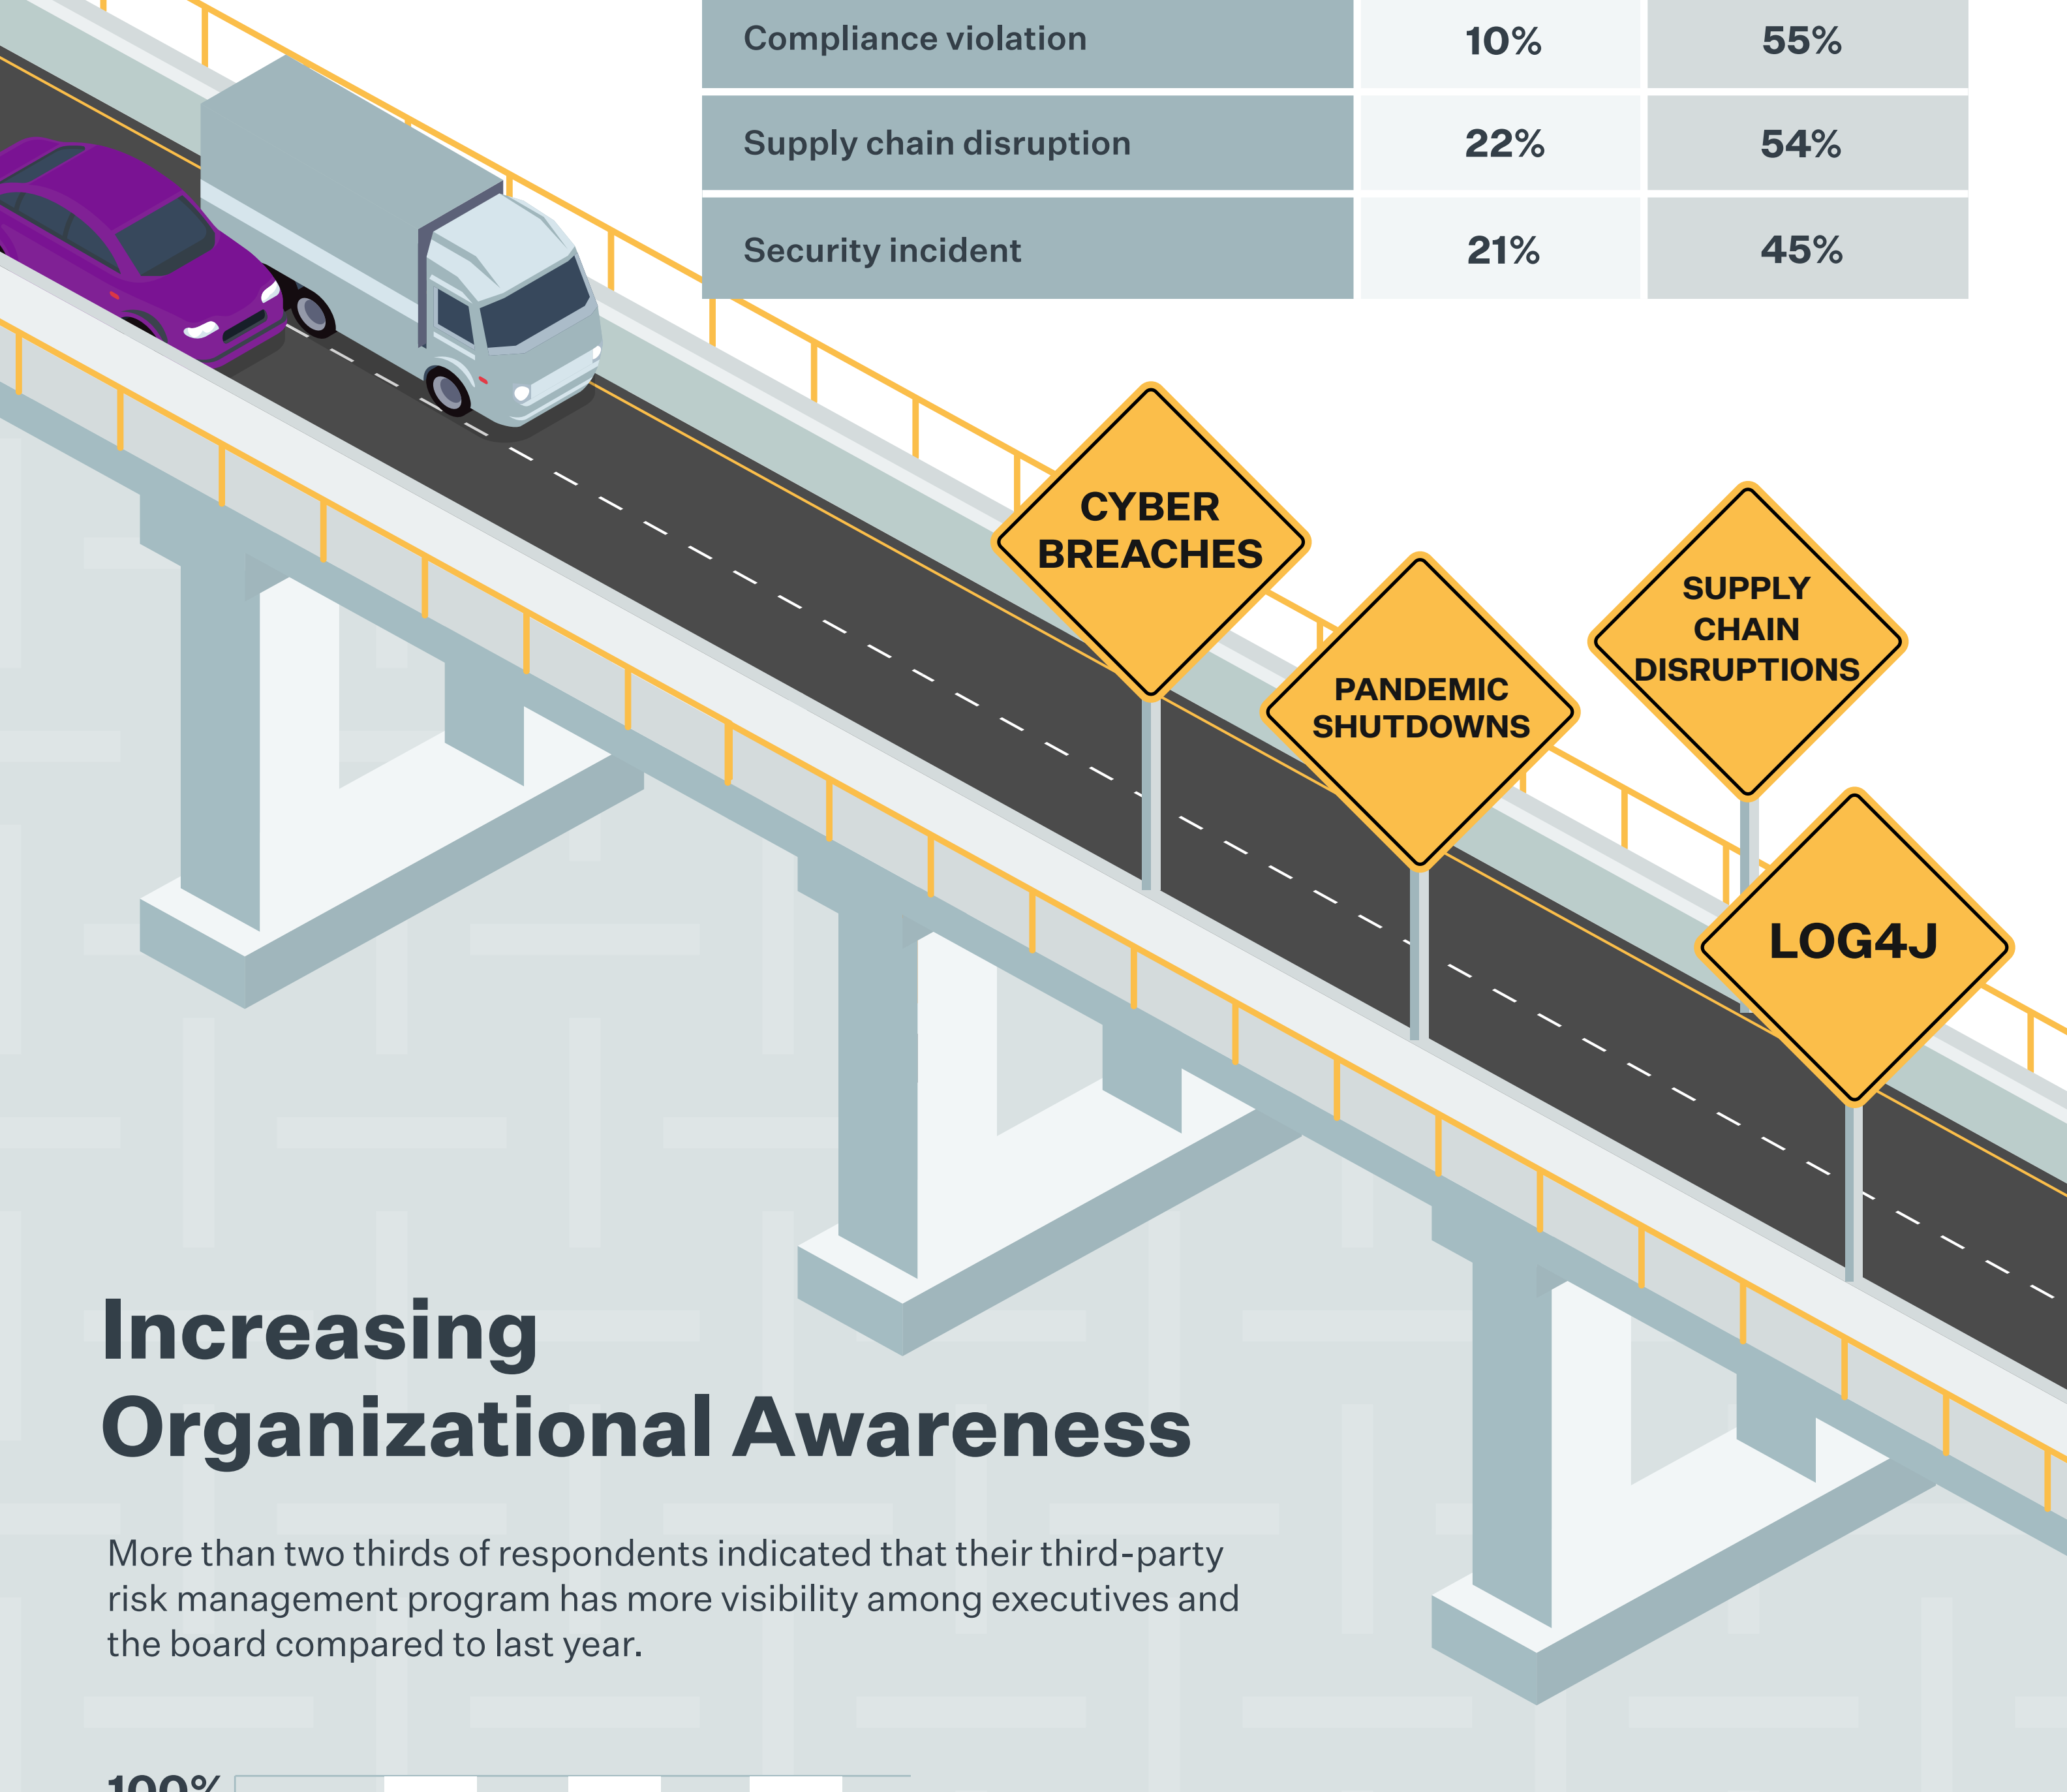 Compliance violation 10% 55%
Supply chain disruption 22% 54%
Security incident 21% 45%
CYBER
BREACHES
PANDEMIC
SHUTDOWNS
SUPPLY
CHAIN
DISRUPTIONS
LOG4J
Increasing
Organizational Awareness
More than two thirds of respondents indicated that their third-party
risk management program has more visibility among executives and
the board compared to last year.
100%